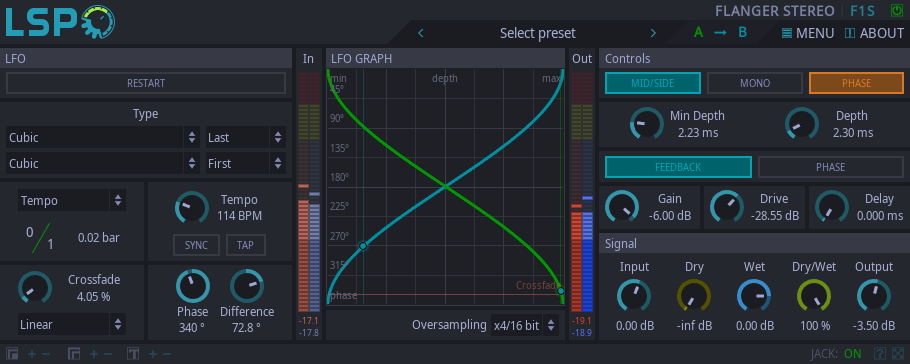 LSP
FLANGER STEREO F1S
Select preset
A → B
MENU
ABOUT
LFO
RESTART
Type
Cubic
Last
Cubic
First
Tempo
0/1
0.02 bar
Tempo
114 BPM
SYNC
TAP
Crossfade
4.05 %
Linear
Phase
340 °
Difference
72.8 °
In
-17.1
-17.8
LFO GRAPH
min
depth
max
45°
90°
135°
180°
225°
270°
315°
phase
Crossfade
Oversampling
x4/16 bit
Out
-19.1
-18.9
Controls
MID/SIDE
MONO
PHASE
Min Depth
2.23 ms
Depth
2.30 ms
FEEDBACK
PHASE
Gain
-6.00 dB
Drive
-28.55 dB
Delay
0.000 ms
Signal
Input
Dry
Wet
Dry/Wet
Output
0.00 dB
-inf dB
0.00 dB
100 %
-3.50 dB
JACK: ON